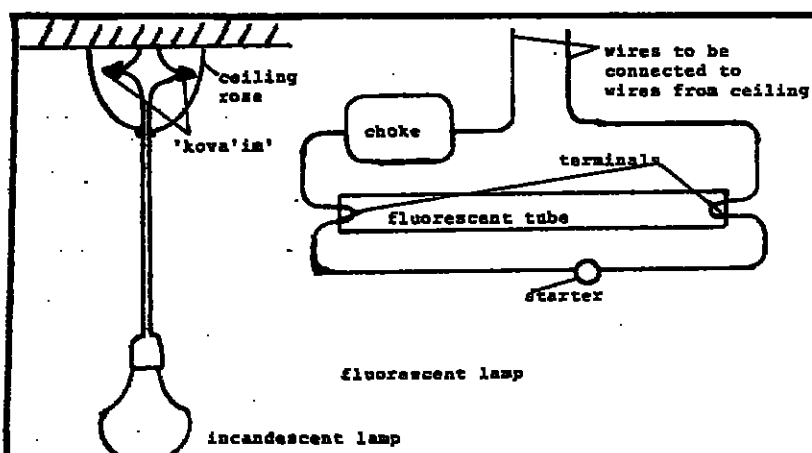 ceiling
rose
'kova'im'
wires to be
connected to
wires from ceiling
choke
terminals
fluorescent tube
starter
fluorescent lamp
incandescent lamp